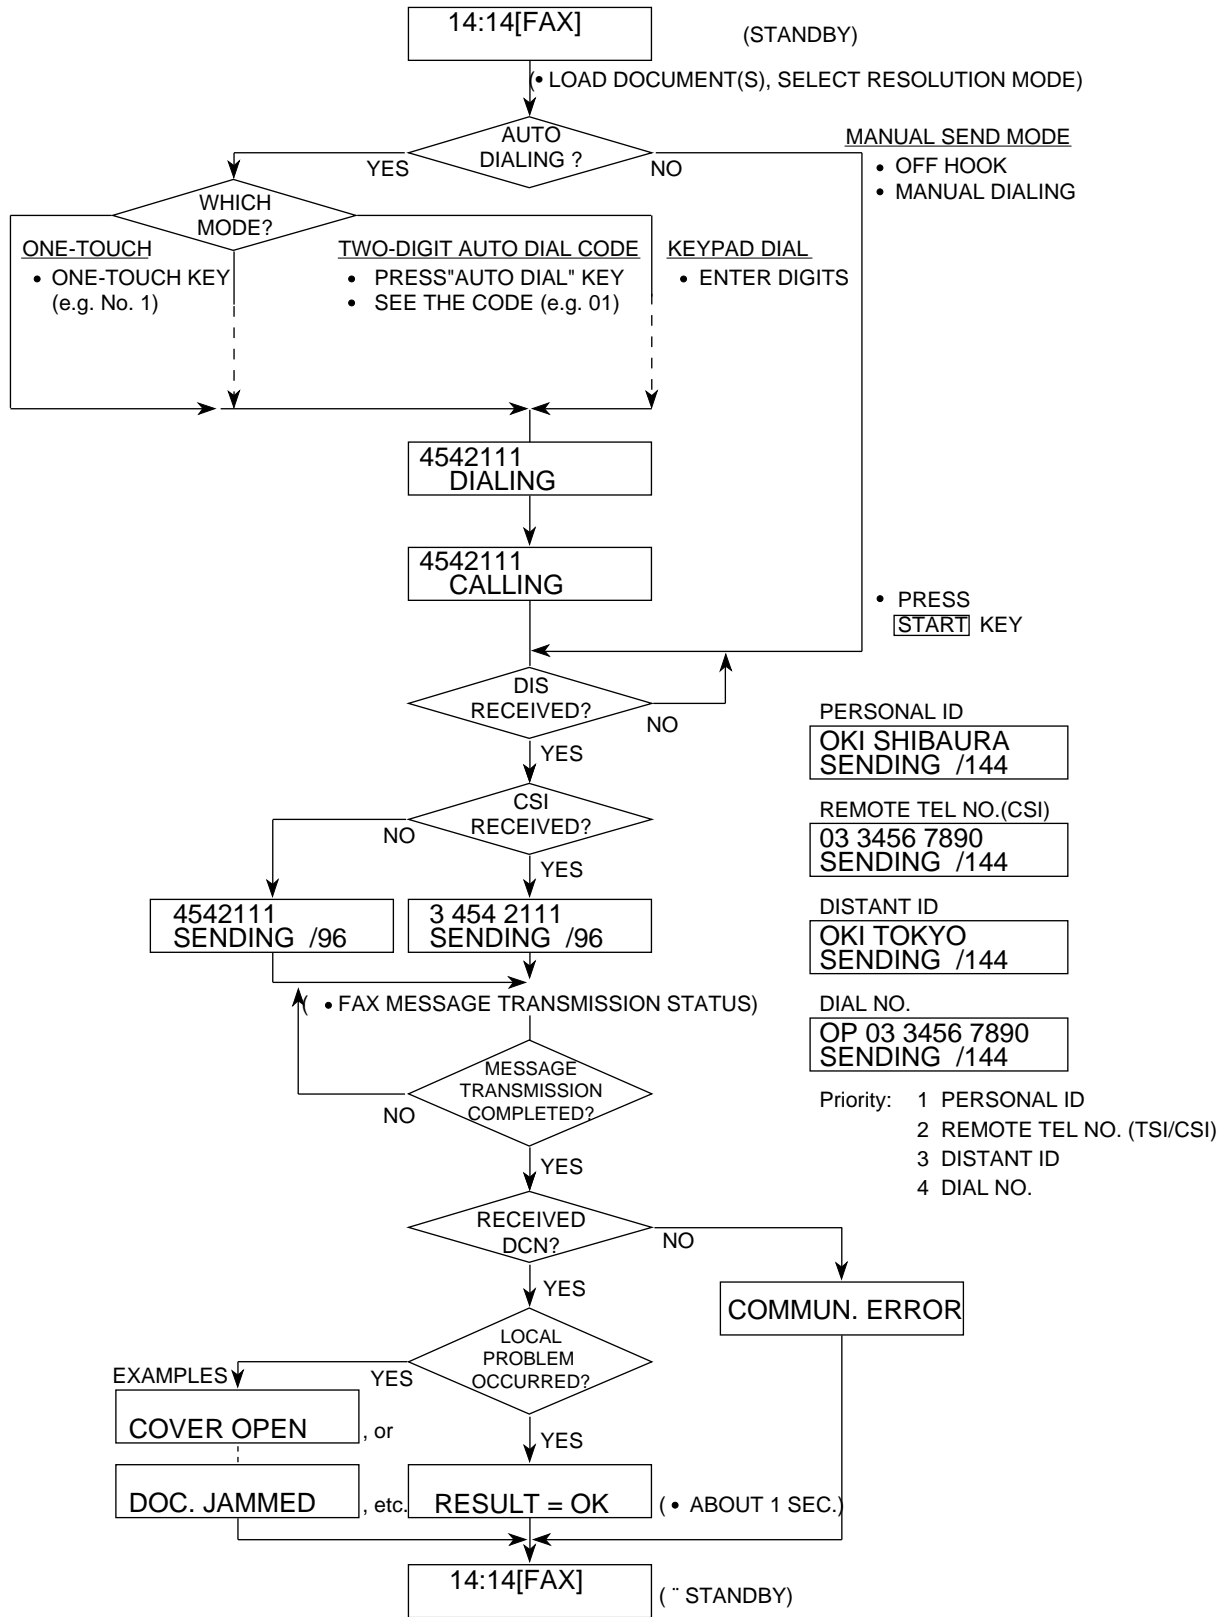 14:14[FAX]
(STANDBY)
(• LOAD DOCUMENT(S), SELECT RESOLUTION MODE)
AUTO
DIALING ?
YES
NO
MANUAL SEND MODE
• OFF HOOK
• MANUAL DIALING
WHICH
MODE?
ONE-TOUCH
• ONE-TOUCH KEY
(e.g. No. 1)
TWO-DIGIT AUTO DIAL CODE
• PRESS"AUTO DIAL" KEY
• SEE THE CODE (e.g. 01)
KEYPAD DIAL
• ENTER DIGITS
4542111
DIALING
4542111
CALLING
• PRESS
START KEY
DIS
RECEIVED?
NO
YES
PERSONAL ID
OKI SHIBAURA
SENDING /144
CSI
RECEIVED?
NO
YES
REMOTE TEL NO.(CSI)
03 3456 7890
SENDING /144
4542111
SENDING /96
3 454 2111
SENDING /96
DISTANT ID
OKI TOKYO
SENDING /144
( • FAX MESSAGE TRANSMISSION STATUS)
DIAL NO.
OP 03 3456 7890
SENDING /144
MESSAGE
TRANSMISSION
COMPLETED?
NO
YES
Priority: 1 PERSONAL ID
2 REMOTE TEL NO. (TSI/CSI)
3 DISTANT ID
4 DIAL NO.
RECEIVED
DCN?
NO
YES
COMMUN. ERROR
LOCAL
PROBLEM
OCCURRED?
YES
EXAMPLES
COVER OPEN , or
YES
DOC. JAMMED , etc.
RESULT = OK
( • ABOUT 1 SEC.)
14:14[FAX]
( ¨ STANDBY)